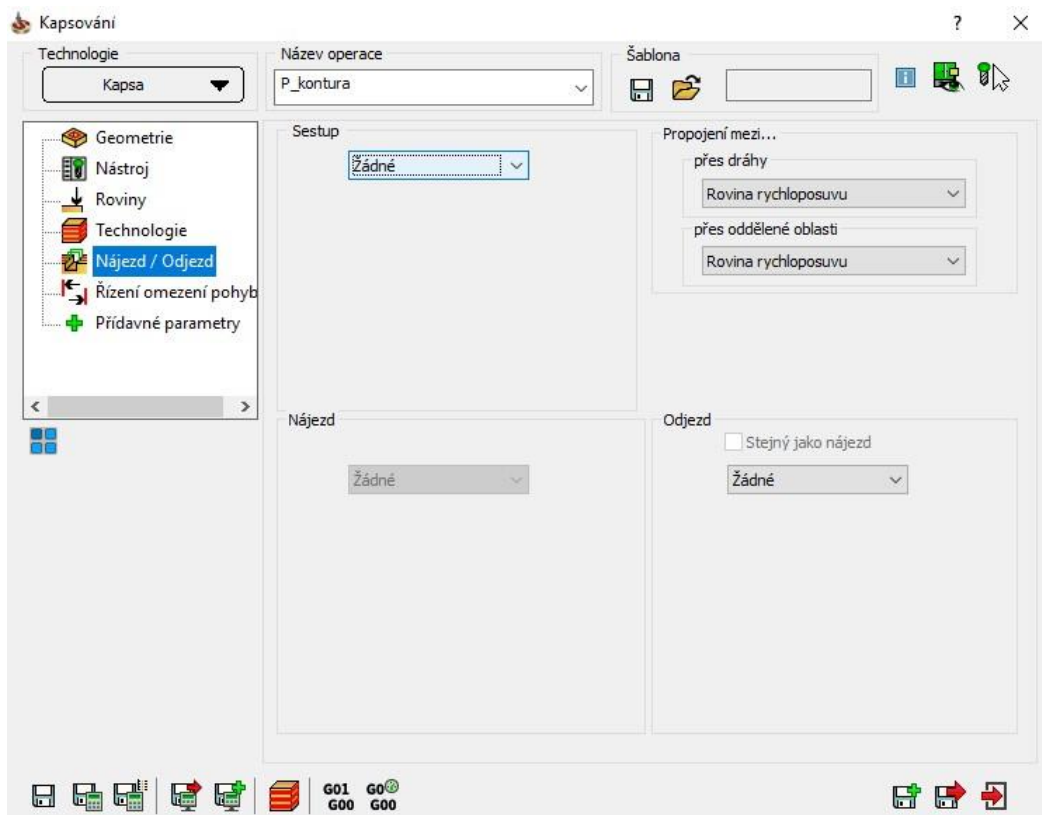 Kapsování
?
Technologie
Kapsa
Název operace
P_kontura
Šablona
Geometrie
Nástroj
Roviny
Technologie
Nájezd / Odjezd
Řízení omezení pohyb
Přídavné parametry
Sestup
Žádné
Propojení mezi...
přes dráhy
Rovina rychloposuvu
přes oddělené oblasti
Rovina rychloposuvu
Nájezd
Žádné
Odjezd
Stejný jako nájezd
Žádné
G01 G0
G00 G00